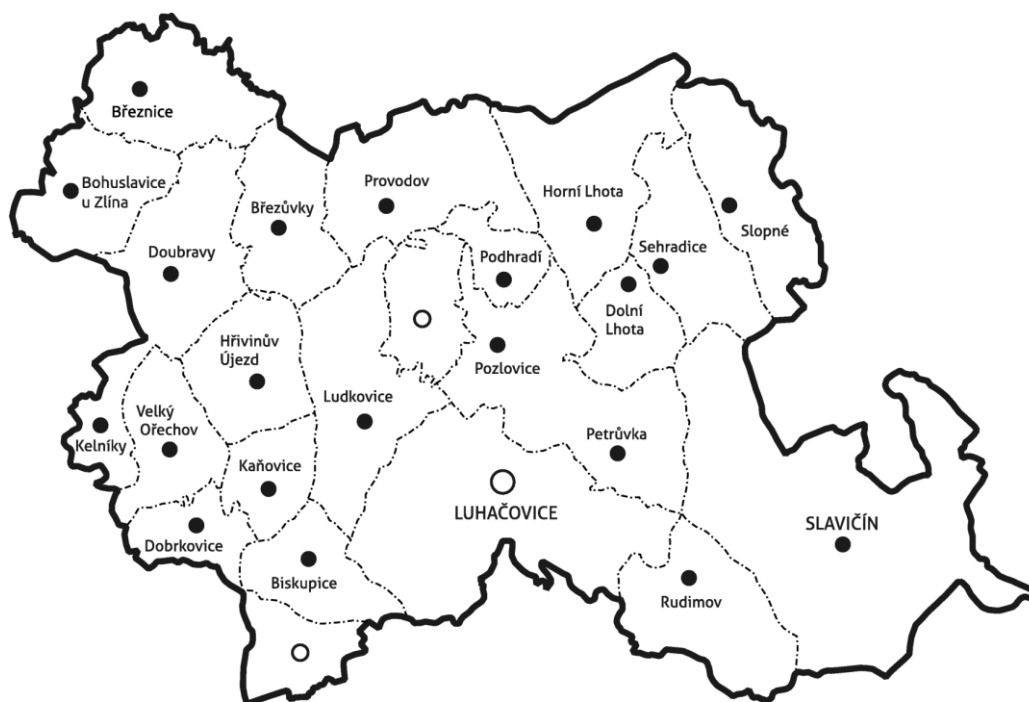 Březnice
Bohuslavice
u Zlína
Provodov
Březůvky
Horní Lhota
Slopné
Doubravy
Podhradí
Sehradice
Dolní
Lhota
Hřivinův
Újezd
Pozlovice
Ludkovice
Velký
Ořechov
Kelníky
Petrůvka
Kaňovice
LUHAČOVICE
SLAVIČÍN
Dobrkovice
Biskupice
Rudimov